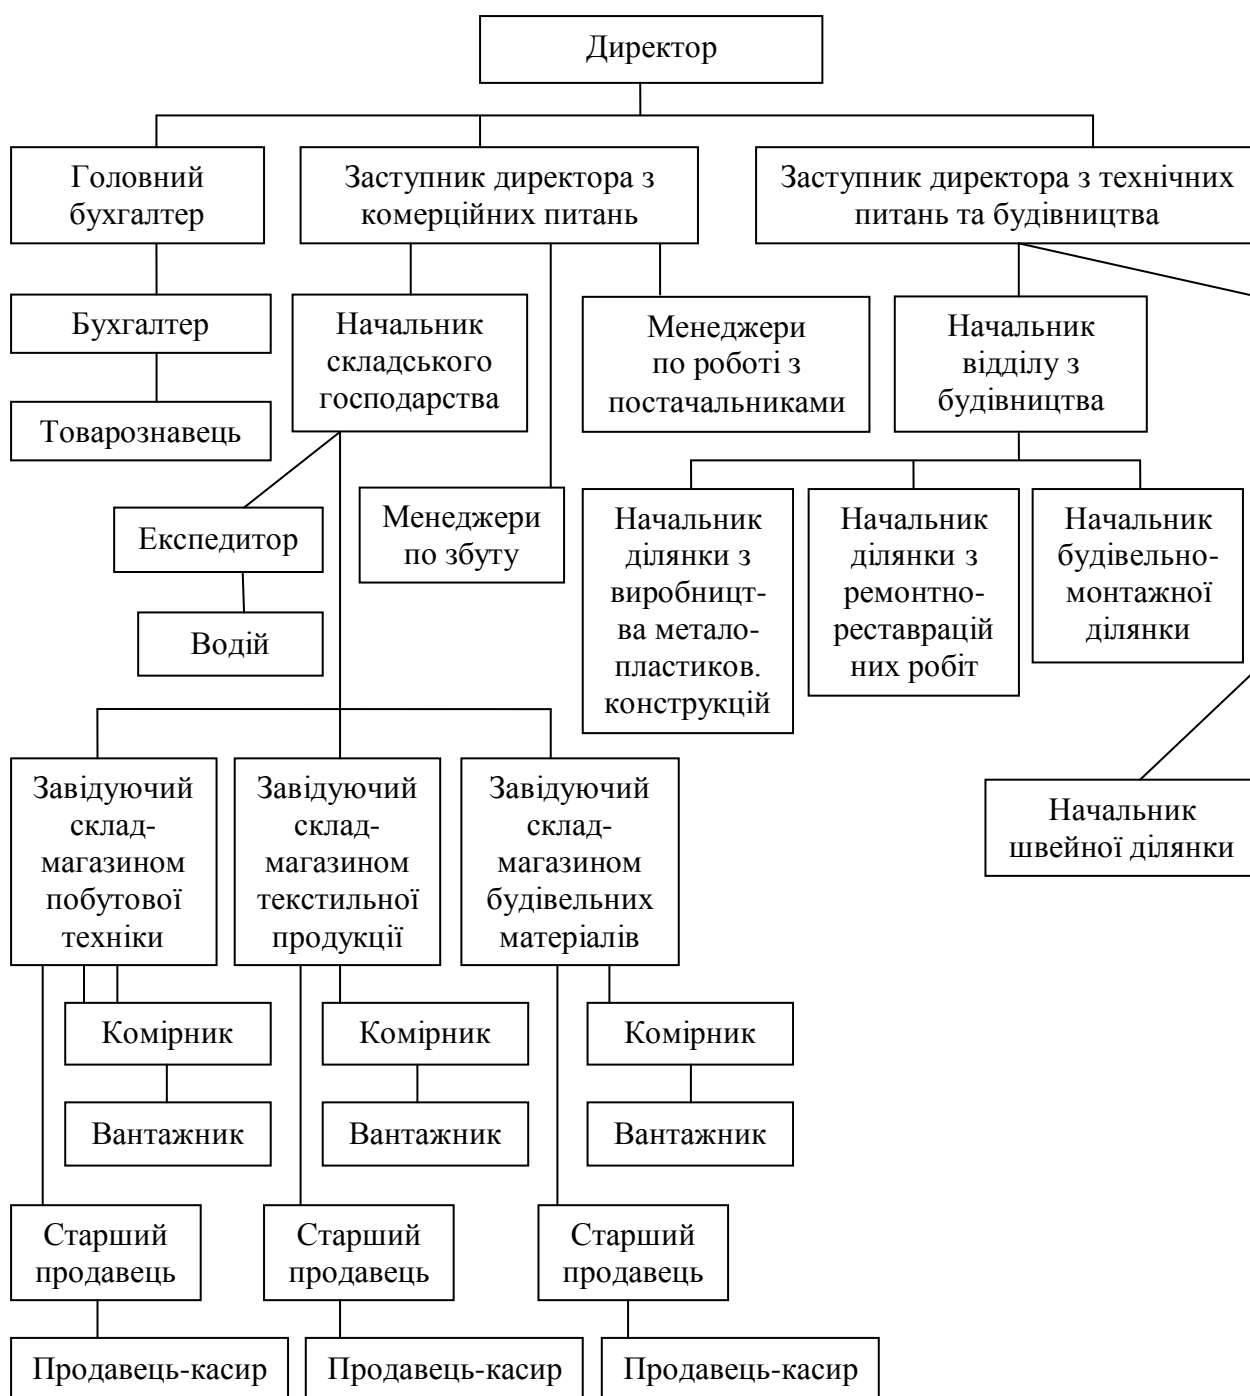 Директор
Головний
бухгалтер
Заступник директора з
комерційних питань
Заступник директора з технічних
питань та будівництва
Бухгалтер
Начальник
складського
господарства
Менеджери
по роботі з
постачальниками
Начальник
відділу з
будівництва
Товарознавець
Експедитор
Менеджери
по збуту
Начальник
ділянки з
виробницт-
ва метало-
пластиков.
конструкцій
Начальник
ділянки з
ремонтно-
реставрацій
них робіт
Начальник
будівельно-
монтажної
ділянки
Водій
Завідуючий
склад-
магазином
побутової
техніки
Завідуючий
склад-
магазином
текстильної
продукції
Завідуючий
склад-
магазином
будівельних
матеріалів
Начальник
швейної ділянки
Комірник
Комірник
Комірник
Вантажник
Вантажник
Вантажник
Старший
продавець
Старший
продавець
Старший
продавець
Продавець-касир
Продавець-касир
Продавець-касир